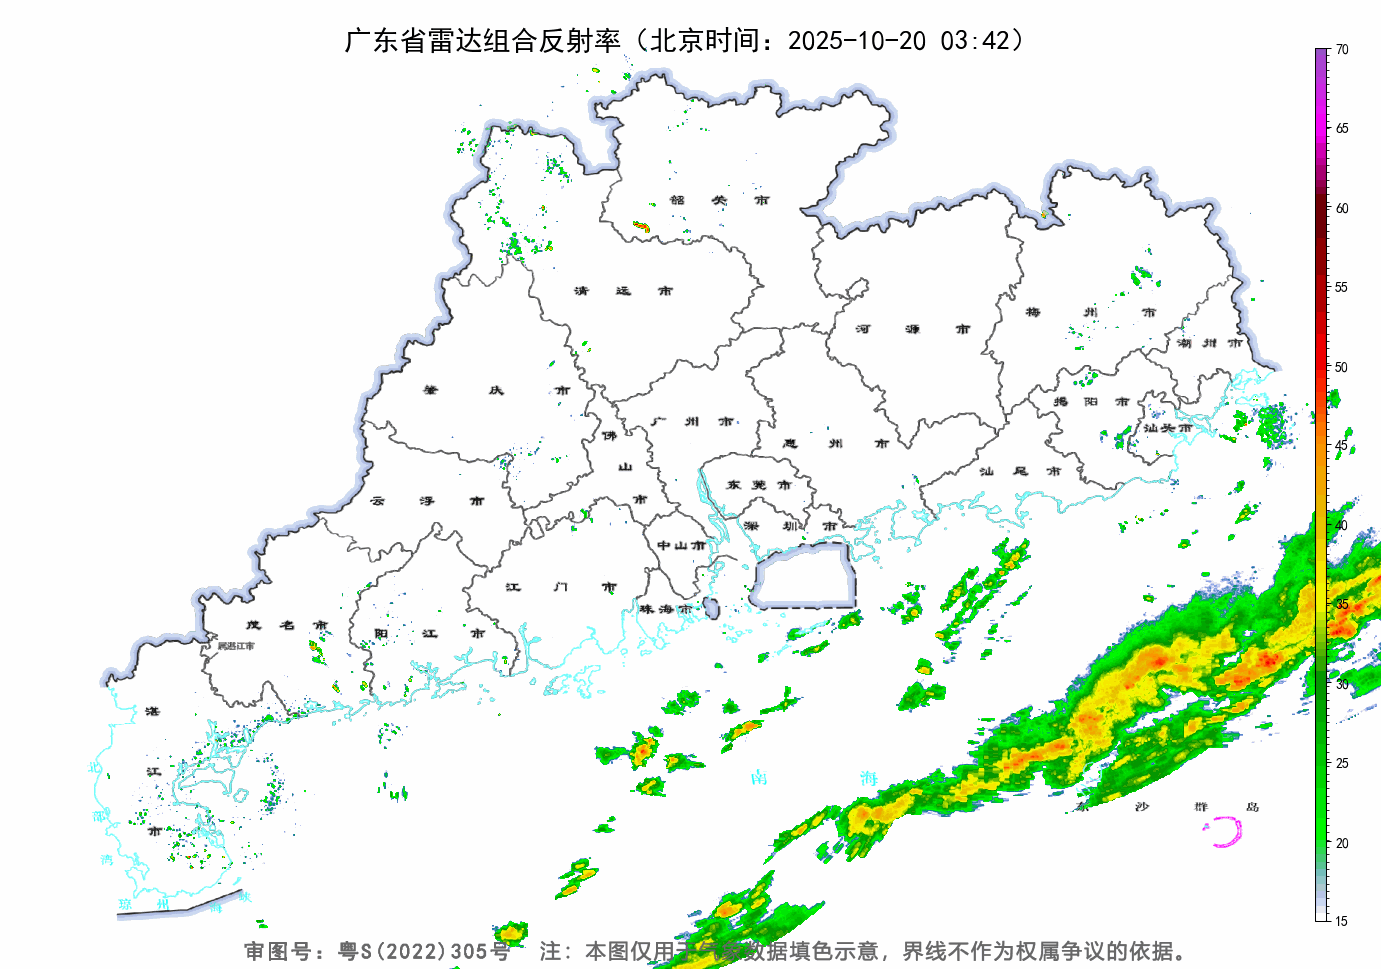 广东省雷达组合反射率（北京时间：2025-10-20 03:42）
70
65
60
55
50
45
40
35
30
25
20
15
韶关市
清远市
河源市
梅州市
潮州市
肇庆市
广州市
揭阳市
汕头市
佛山市
惠州市
汕尾市
云浮市
东莞市
深圳市
中山市
江门市
珠海市
茂名市
阳江市
属湛江市
湛江市
北部湾
南海
东沙群岛
琼州海峡
审图号：粤S(2022)305号 注：本图仅用于气象数据填色示意，界线不作为权属争议的依据。